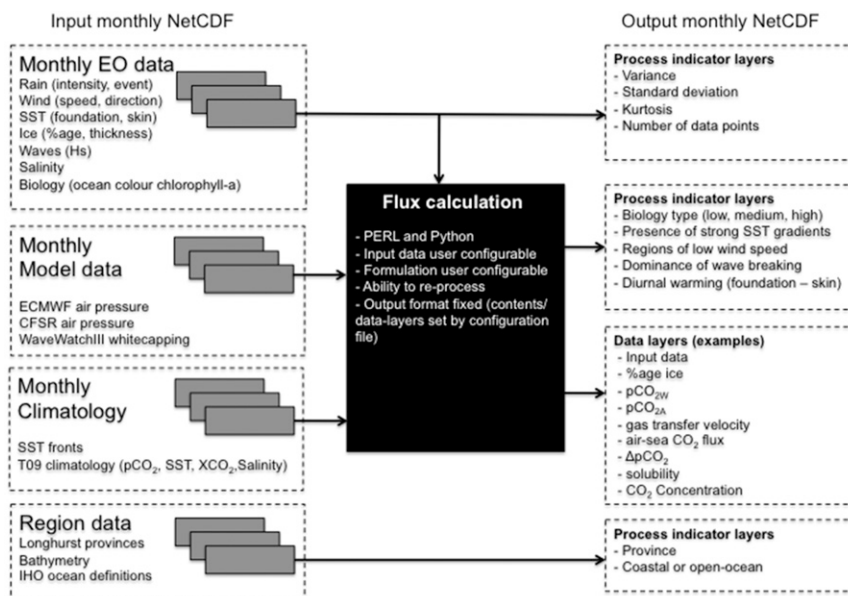 Input monthly NetCDF
Output monthly NetCDF
Monthly EO data
Rain (intensity, event)
Wind (speed, direction)
SST (foundation, skin)
Ice (%age, thickness)
Waves (Hs)
Salinity
Biology (ocean colour chlorophyll-a)
Monthly
Model data
ECMWF air pressure
CFSR air pressure
WaveWatchIII whitecapping
Monthly
Climatology
SST fronts
T09 climatology (pCO₂, SST, XCO₂,Salinity)
Region data
Longhurst provinces
Bathymetry
IHO ocean definitions
Flux calculation
- PERL and Python
- Input data user configurable
- Formulation user configurable
- Ability to re-process
- Output format fixed (contents/
data-layers set by configuration
file)
Process indicator layers
- Variance
- Standard deviation
- Kurtosis
- Number of data points
Process indicator layers
- Biology type (low, medium, high)
- Presence of strong SST gradients
- Regions of low wind speed
- Dominance of wave breaking
- Diurnal warming (foundation – skin)
Data layers (examples)
- Input data
- %age ice
- pCO₂W
- pCO₂A
- gas transfer velocity
- air-sea CO₂ flux
- ΔpCO₂
- solubility
- CO₂ Concentration
Process indicator layers
- Province
- Coastal or open-ocean